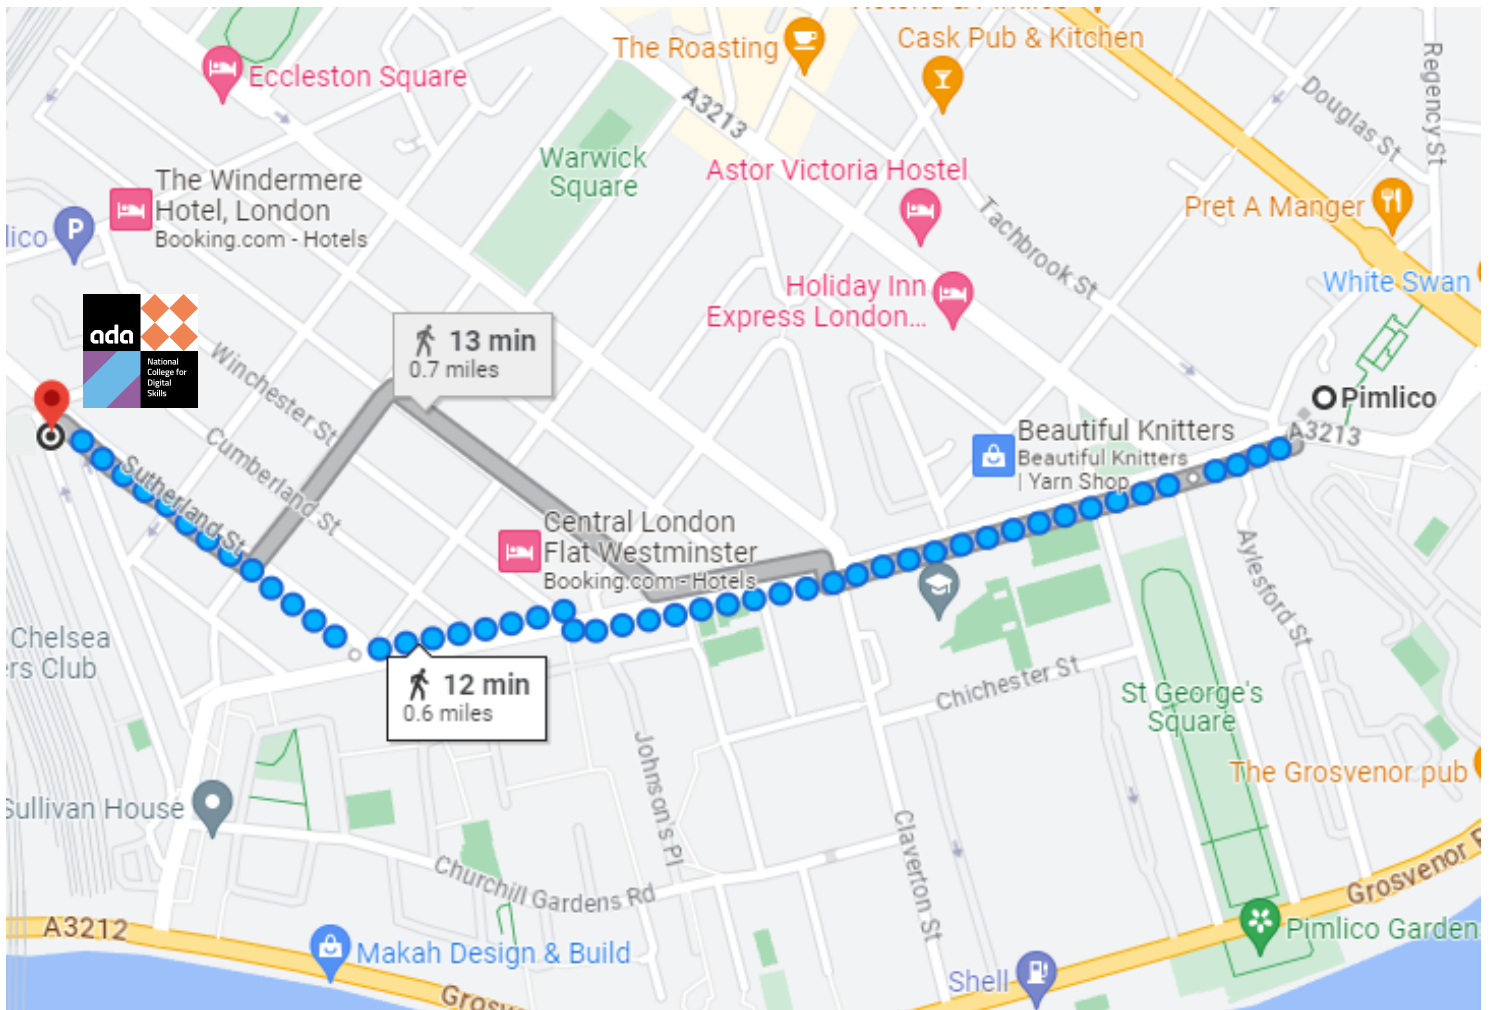 The Roasting
Cask Pub & Kitchen
Eccleston Square
A3213
Regency St
Douglas St
Warwick
Square
Astor Victoria Hostel
The Windermere
Hotel, London
Booking.com - Hotels
Pret A Manger
Tachbrook St
P
lico
White Swan
Holiday Inn
Express London...
ada
National
College for
Digital
Skills
13 min
0.7 miles
Winchester St
Pimlico
A3213
Beautiful Knitters
Beautiful Knitters
| Yarn Shop
Cumberland St
Sutherland St
Central London
Flat Westminster
Booking.com - Hotels
Aylesford St
Chelsea
ers Club
12 min
0.6 miles
Chichester St
St George's
Square
Johnson's Pl
The Grosvenor pub
Sullivan House
Claverton St
Churchill Gardens Rd
Grosvenor R
A3212
Makah Design & Build
Pimlico Garden
Shell
Grosv